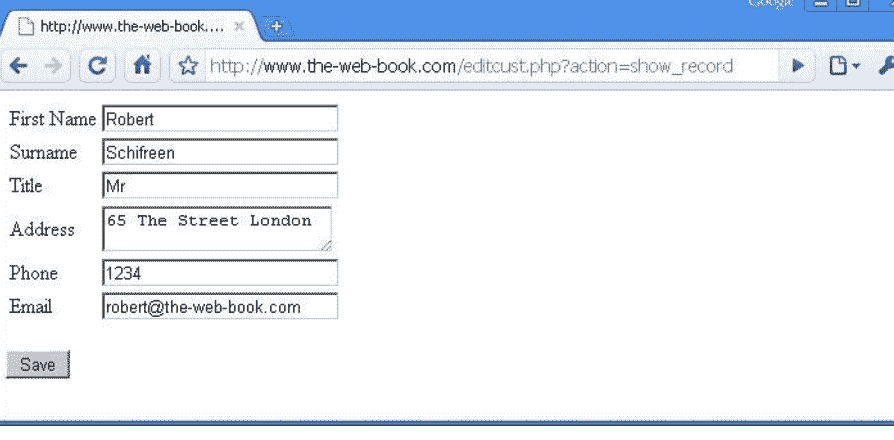 Google
http://www.the-web-book....
http://www.the-web-book.com/editcust.php?action=show_record
First Name Robert
Surname Schifreen
Title Mr
Address 65 The Street London
Phone 1234
Email robert@the-web-book.com
Save